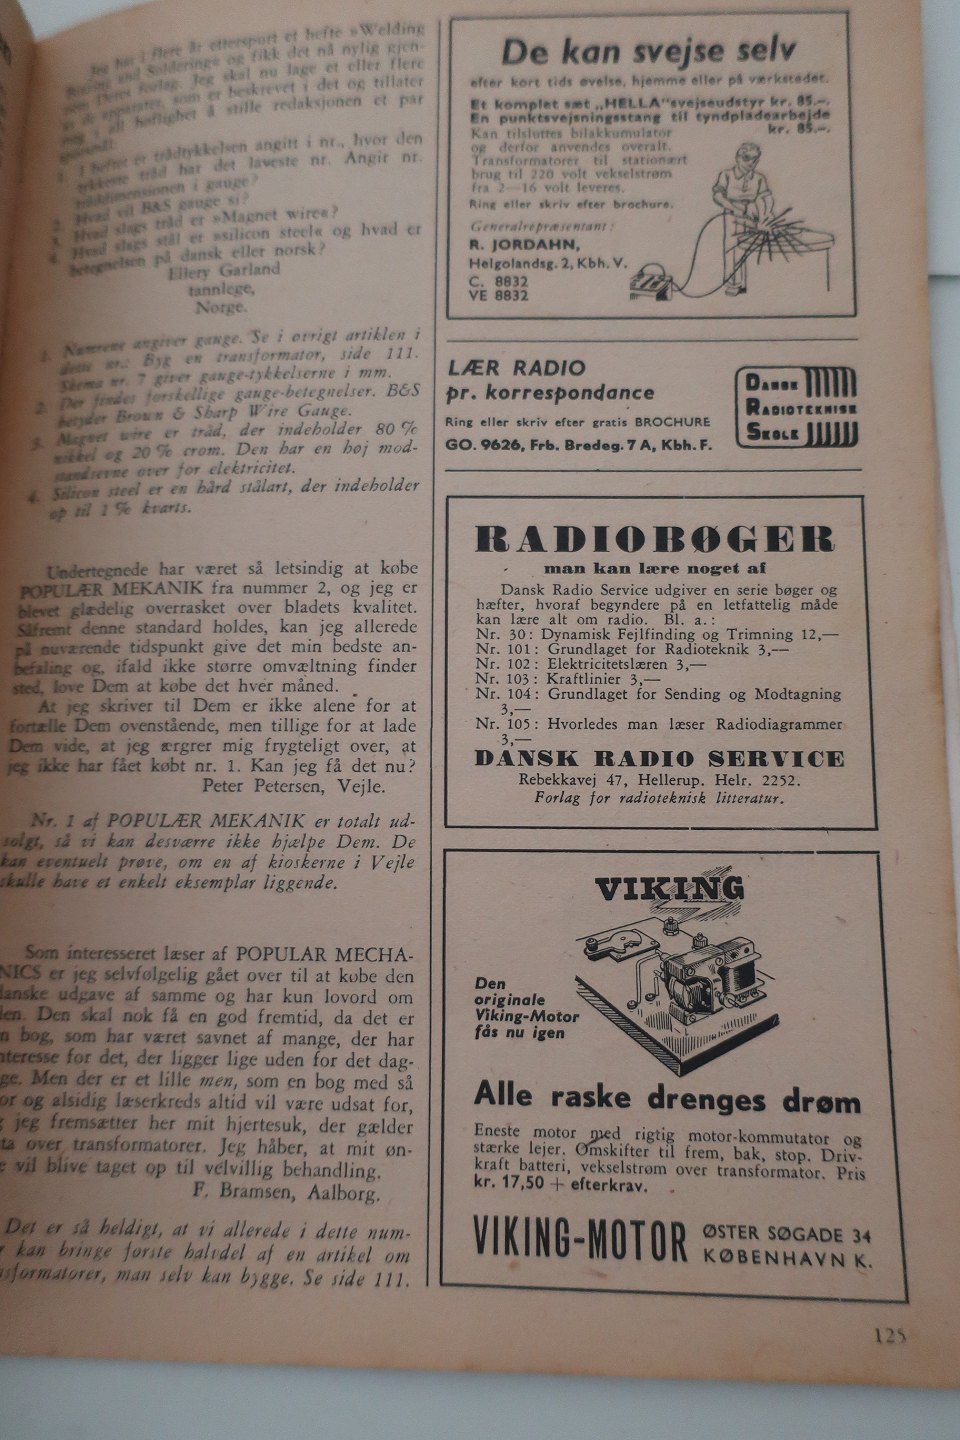 Jeg har i flere år eftersport et hefte »Welding
Brazing and Soldering« og fikk det nå nylig gjen-
nem Deres forlag. Jeg skal nu lage et eller flere
av de apparater, som er beskrevet i det og tillater
meg i all høflighet å stille redaksjonen et par
spørsmål.
1. I heftet er trådtykkelsen angitt i nr., hvor den
tykkeste tråd har det laveste nr. Angir nr.
tråddimensionen i gauge?
2. Hvad vil B&S gauge si?
3. Hvad slags tråd er »Magnet wire«?
4. Hvad slags stål er »silicon steel« og hvad er
betegnelsen på dansk eller norsk?
Ellery Garland
tannlege,
Norge.
1. Numrene angiver gauge. Se i øvrigt artiklen i
dette nr.: Byg en transformator, side 111.
Skema nr. 7 giver gauge-tykkelserne i mm.
2. Der findes forskellige gauge-betegnelser. B&S
betyder Broun & Sharp Wire Gauge.
3. Magnet wire er tråd, der indeholder 80 %
nikkel og 20 % crom. Den har en høj mod-
standsevne over for elektricitet.
4. Silicon steel er en hård stålart, der indeholder
op til 1 % kvarts.
Undertegnede har været så letsindig at købe
POPULÆR MEKANIK fra nummer 2, og jeg er
blevet glædelig overrasket over bladets kvalitet.
Såfremt denne standard holdes, kan jeg allerede
på nuværende tidspunkt give det min bedste an-
befaling og, ifald ikke større omvæltning finder
sted, love Dem at købe det hver måned.
At jeg skriver til Dem er ikke alene for at
fortælle Dem ovenstående, men tillige for at lade
Dem vide, at jeg ærgrer mig frygteligt over, at
jeg ikke har fået købt nr. 1. Kan jeg få det nu?
Peter Petersen, Vejle.
Nr. 1 af POPULÆR MEKANIK er totalt ud-
solgt, så vi kan desværre ikke hjælpe Dem. De
kan eventuelt prøve, om en af kioskerne i Vejle
skulle have et enkelt eksemplar liggende.
Som interesseret læser af POPULAR MECHA-
NICS er jeg selvfølgelig gået over til at købe den
danske udgave af samme og har kun lovord om
den. Den skal nok få en god fremtid, da det er
en bog, som har været savnet af mange, der har
interesse for det, der ligger lige uden for det dag-
ge. Men der er et lille men, som en bog med så
or og alsidig læserkreds altid vil være udsat for,
g jeg fremsætter her mit hjertesuk, der gælder
ta over transformatorer. Jeg håber, at mit øn-
e vil blive taget op til velvillig behandling.
F. Bramsen, Aalborg.
Det er så heldigt, at vi allerede i dette num-
r kan bringe første halvdel af en artikel om
nsformatorer, man selv kan bygge. Se side 111.
De kan svejse selv
efter kort tids øvelse, hjemme eller på værkstedet.
Et komplet sæt „HELLA"svejseudstyr kr. 85.–.
En punktsvejsningsstang til tyndpladearbejde
kr. 85.–.
Kan tilsluttes bilakkumulator
og derfor anvendes overalt.
Transformatorer til stationært
brug til 220 volt vekselstrøm
fra 2—16 volt leveres.
Ring eller skriv efter brochure.
Generalrepræsentant:
R. JORDAHN,
Helgolandsg. 2, Kbh. V.
C. 8832
VE 8832
LÆR RADIO
pr. korrespondance
Ring eller skriv efter gratis BROCHURE
GO. 9626, Frb. Bredeg. 7 A, Kbh. F.
DANSK
RADIOTEKNISK
SKOLE
RADIOBØGER
man kan lære noget af
Dansk Radio Service udgiver en serie bøger og
hæfter, hvoraf begyndere på en letfattelig måde
kan lære alt om radio. Bl. a.:
Nr. 30: Dynamisk Fejlfinding og Trimning 12,—
Nr. 101: Grundlaget for Radioteknik 3,—
Nr. 102: Elektricitetslæren 3,—
Nr. 103: Kraftlinier 3,—
Nr. 104: Grundlaget for Sending og Modtagning
3,—
Nr. 105: Hvorledes man læser Radiodiagrammer
3,—
DANSK RADIO SERVICE
Rebekkavej 47, Hellerup. Helr. 2252.
Forlag for radioteknisk litteratur.
VIKING
Den
originale
Viking-Motor
fås nu igen
Alle raske drenges drøm
Eneste motor med rigtig motor-kommutator og
stærke lejer. Omskifter til frem, bak, stop. Driv-
kraft batteri, vekselstrøm over transformator. Pris
kr. 17,50 + efterkrav.
VIKING-MOTOR
ØSTER SØGADE 34
KØBENHAVN K.
125